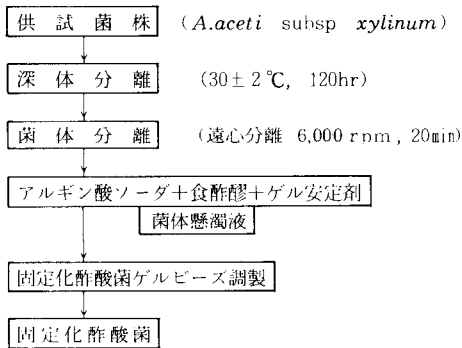 供試菌株 (A.aceti subsp xylinum)
深体分離 (30±2℃, 120hr)
菌体分離 (遠心分離 6,000 rpm, 20min)
アルギン酸ソーダ+食酢醪+ゲル安定剤
菌体懸濁液
固定化酢酸菌ゲルビーズ調製
固定化酢酸菌